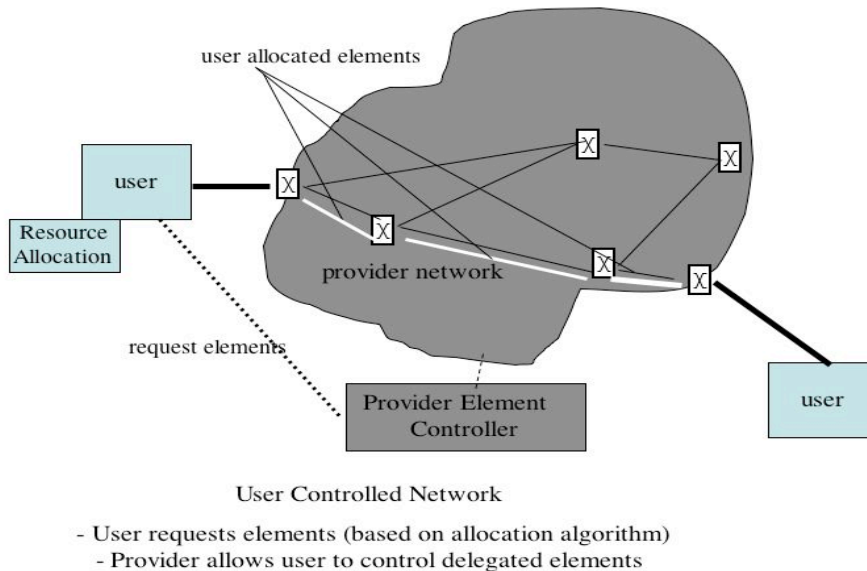 user allocated elements
user
Resource
Allocation
provider network
request elements
user
Provider Element
Controller
User Controlled Network
- User requests elements (based on allocation algorithm)
- Provider allows user to control delegated elements